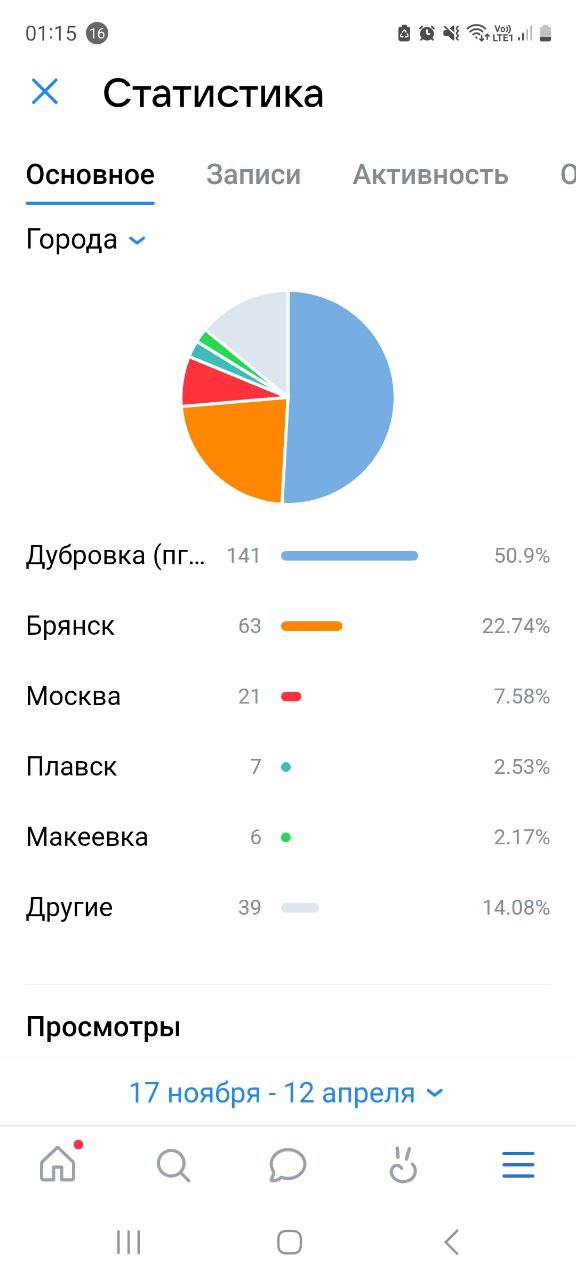 01:15 16 Vo)) LTE1
Статистика
Основное Записи Активность О
Города
Дубровка (пг... 141 50.9%
Брянск 63 22.74%
Москва 21 7.58%
Плавск 7 2.53%
Макеевка 6 2.17%
Другие 39 14.08%
Просмотры
17 ноября - 12 апреля